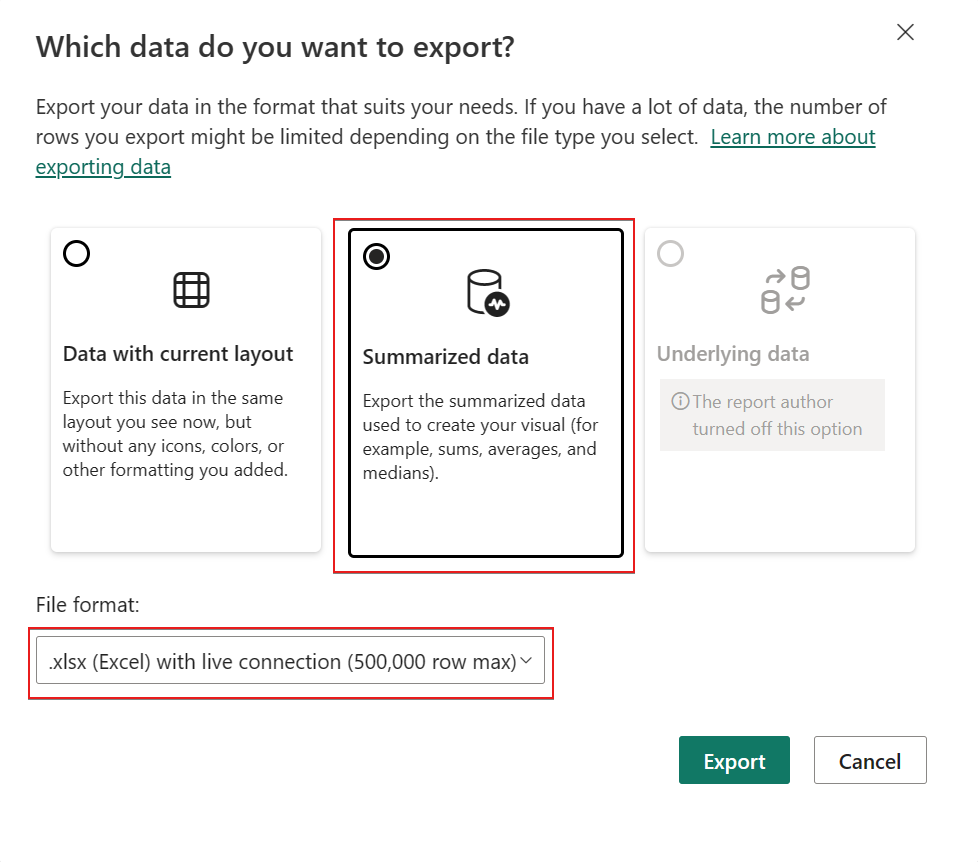 Which data do you want to export?
Export your data in the format that suits your needs. If you have a lot of data, the number of
rows you export might be limited depending on the file type you select. Learn more about
exporting data
Data with current layout
Export this data in the same
layout you see now, but
without any icons, colors, or
other formatting you added.
Summarized data
Export the summarized data
used to create your visual (for
example, sums, averages, and
medians).
Underlying data
The report author
turned off this option
File format:
.xlsx (Excel) with live connection (500,000 row max)
Export
Cancel